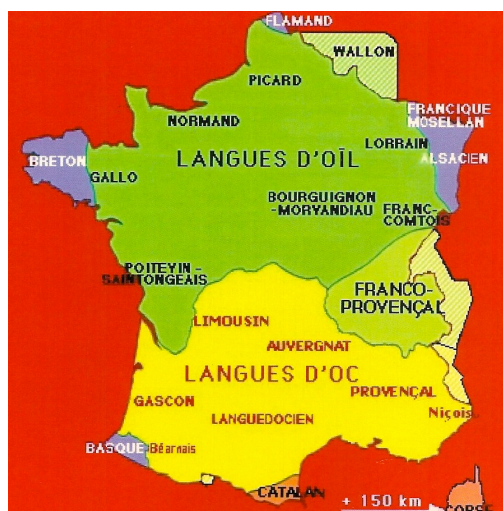 FLAMAND
WALLON
PICARD
NORMAND
FRANCIQUE
MOSELLAN
LORRAIN
BRETON
LANGUES D'OÏL
ALSACIEN
GALLO
BOURGUIGNON
-MORVANDIAU
FRANC-
COMTOIS
POITEVIN-
SAINTONGEAIS
FRANCO-
PROVENÇAL
LIMOUSIN
AUVERGNAT
LANGUES D'OC
PROVENÇAL
GASCON
Niçois
LANGUEDOCIEN
BASQUE
Béarnais
CATALAN
+ 150 km
CORSE